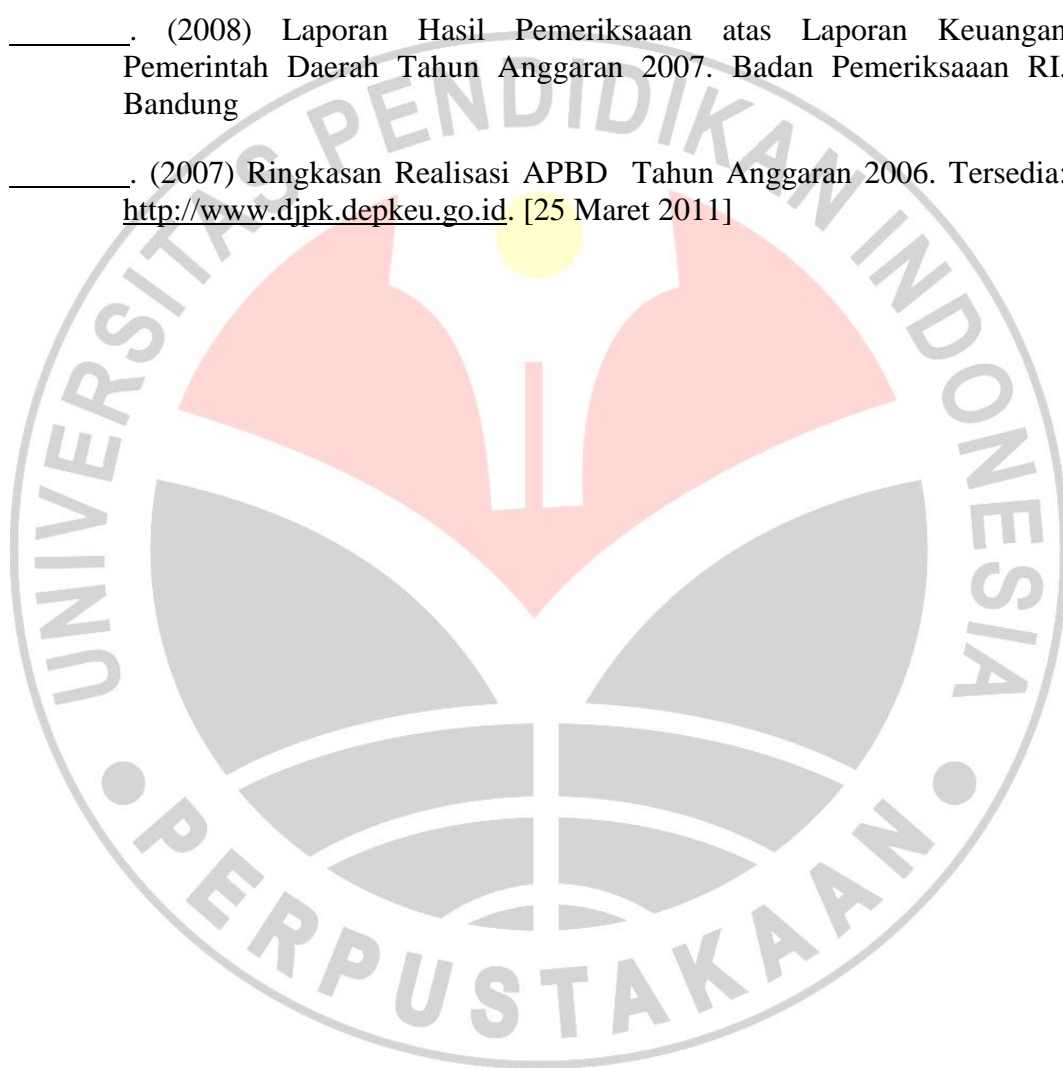 ________. (2008) Laporan Hasil Pemeriksaaan atas Laporan Keuangan
Pemerintah Daerah Tahun Anggaran 2007. Badan Pemeriksaaan RI.
Bandung
________. (2007) Ringkasan Realisasi APBD Tahun Anggaran 2006. Tersedia:
http://www.djpk.depkeu.go.id. [25 Maret 2011]
UNIVERSITAS PENDIDIKAN INDONESIA
PERPUSTAKAAN